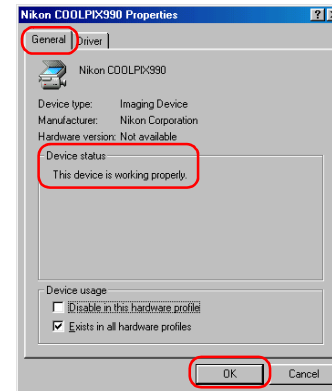 Nikon COOLPIX990 Properties
General Driver
Nikon COOLPIX990
Device type: Imaging Device
Manufacturer: Nikon Corporation
Hardware version: Not available
Device status
This device is working properly.
Device usage
Disable in this hardware profile
Exists in all hardware profiles
OK Cancel